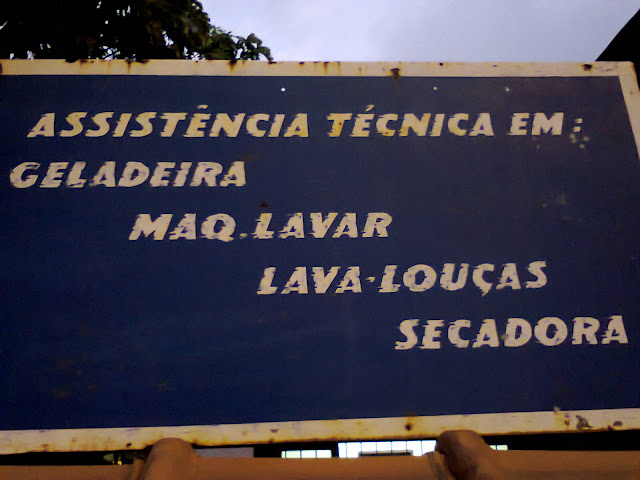 ASSISTÊNCIA TÉCNICA EM:
GELADEIRA
MAQ. LAVAR
LAVA-LOUÇAS
SECADORA